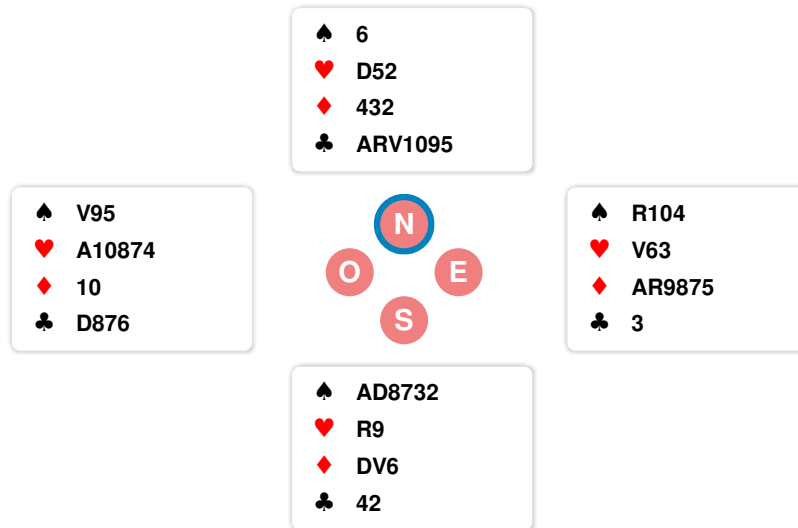 ♠ 6
♥ D52
♦ 432
♣ ARV1095
♠ V95
♥ A10874
♦ 10
♣ D876
N
O E
S
♠ R104
♥ V63
♦ AR9875
♣ 3
♠ AD8732
♥ R9
♦ DV6
♣ 42